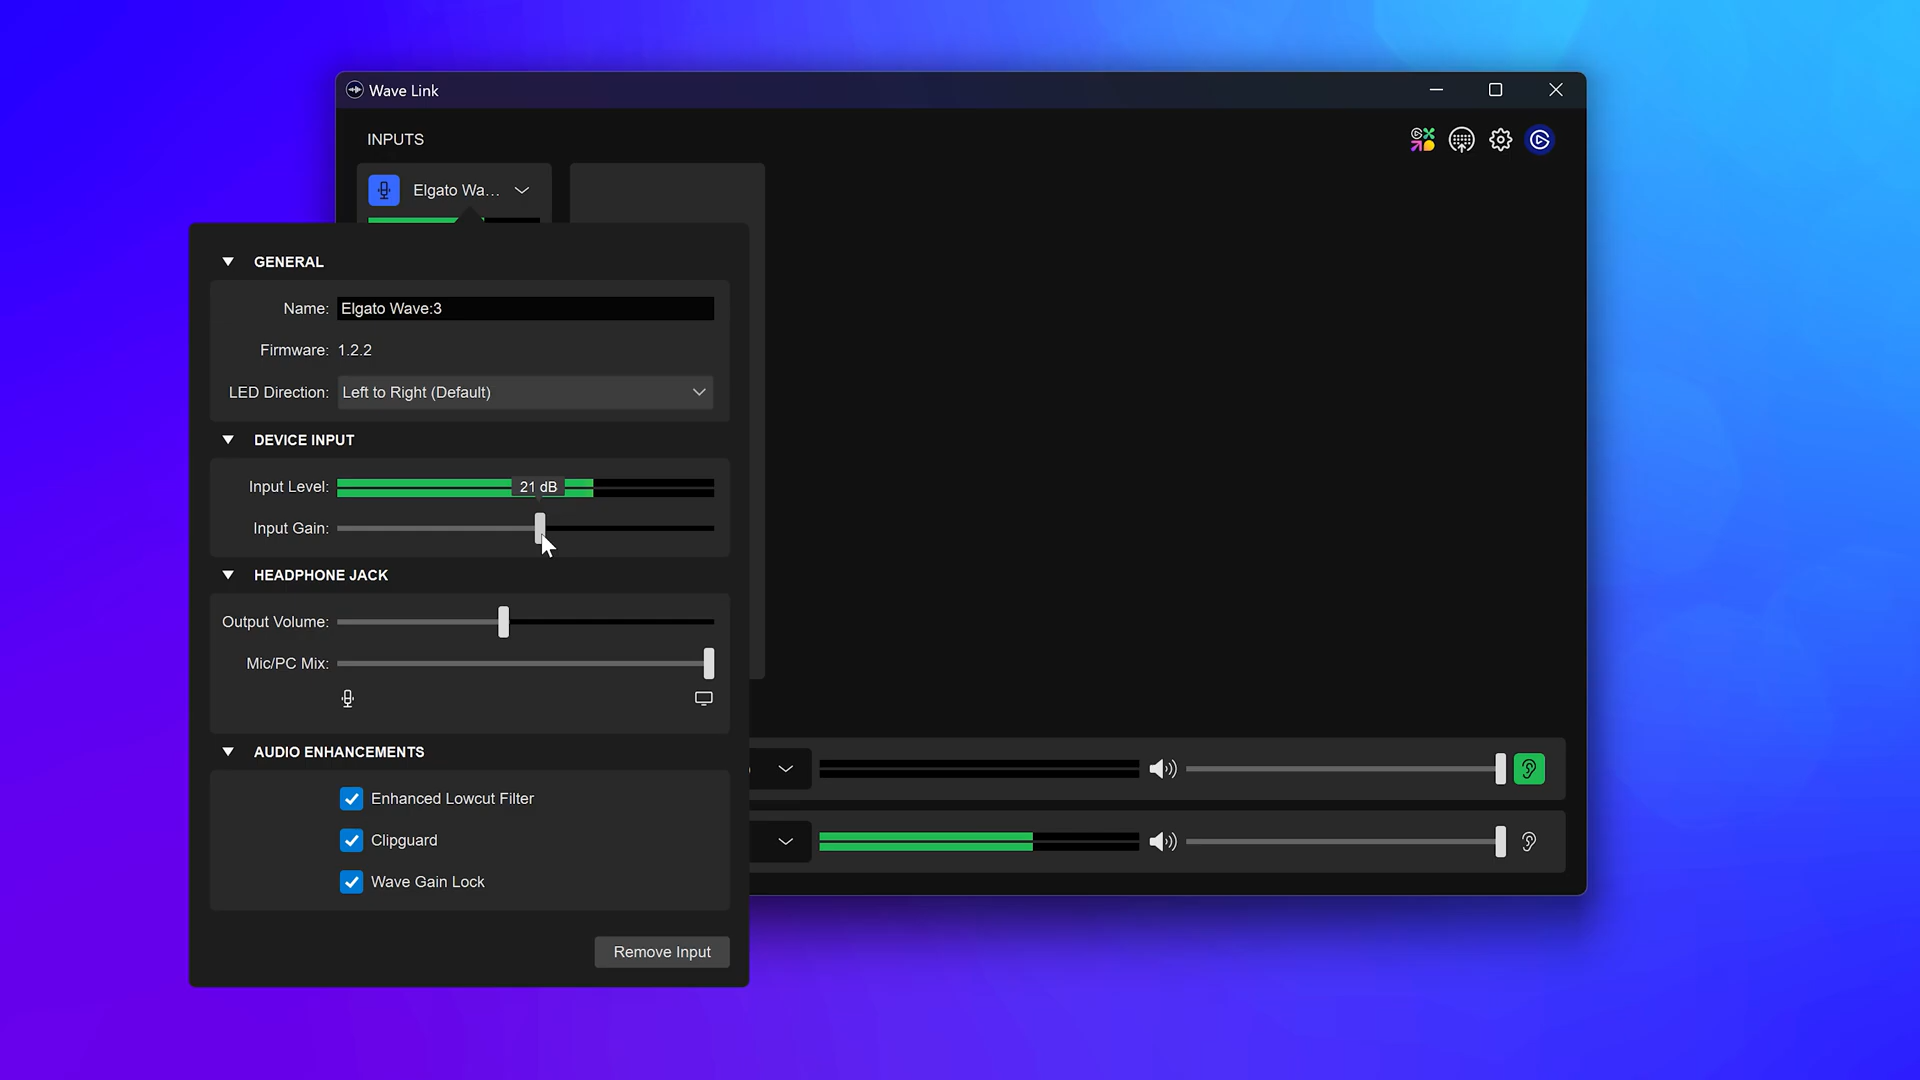 Wave Link
INPUTS
Elgato Wa...
GENERAL
Name: Elgato Wave:3
Firmware: 1.2.2
LED Direction: Left to Right (Default)
DEVICE INPUT
Input Level: 21 dB
Input Gain:
HEADPHONE JACK
Output Volume:
Mic/PC Mix:
AUDIO ENHANCEMENTS
Enhanced Lowcut Filter
Clipguard
Wave Gain Lock
Remove Input